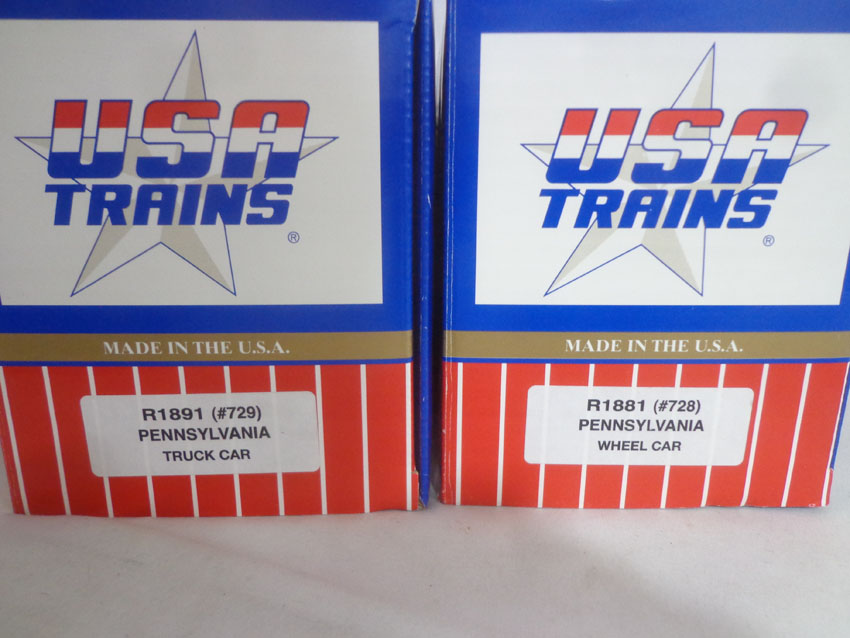 USA
TRAINS
®
MADE IN THE U.S.A.
R1891 (#729)
PENNSYLVANIA
TRUCK CAR
USA
TRAINS
®
MADE IN THE U.S.A.
R1881 (#728)
PENNSYLVANIA
WHEEL CAR